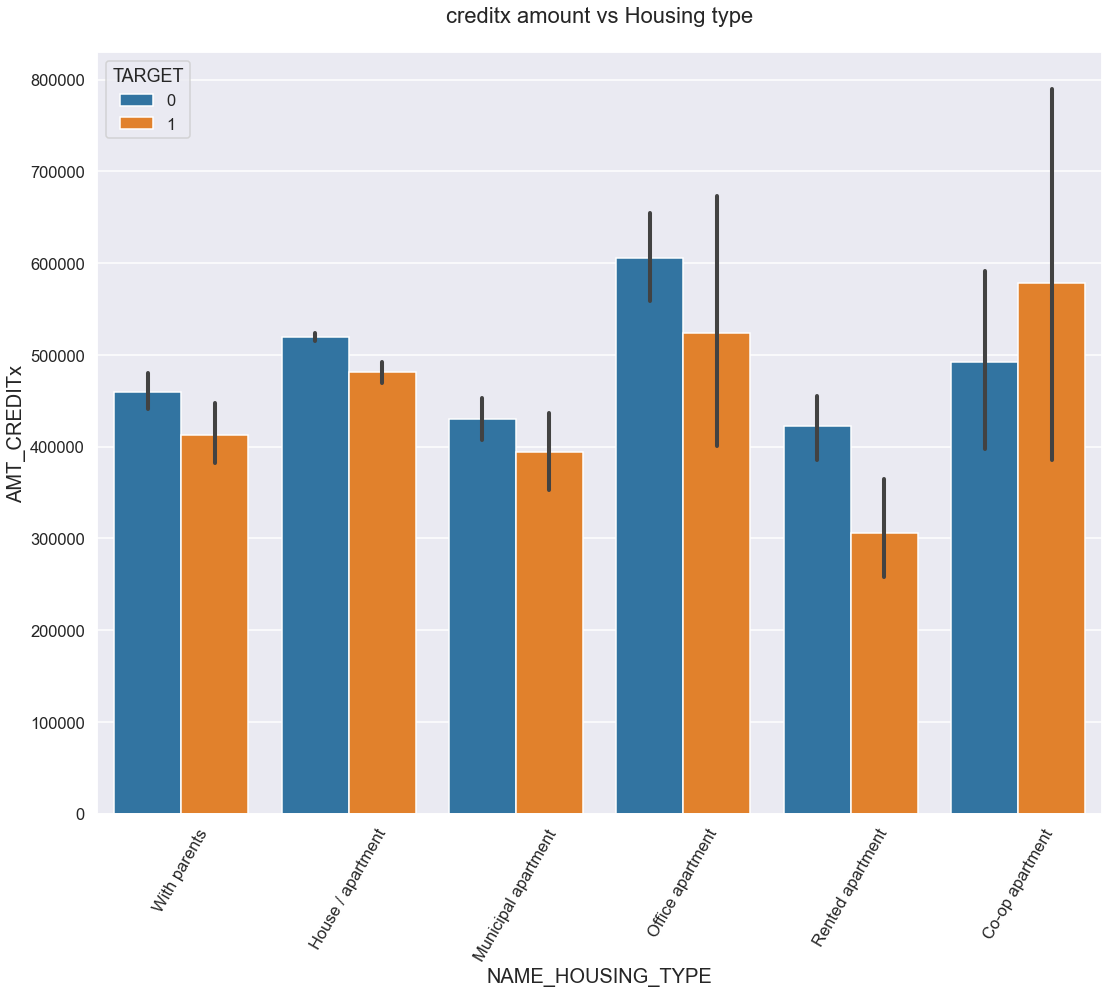 creditx amount vs Housing type
TARGET
0
1
800000
700000
600000
500000
400000
300000
200000
100000
0
AMT_CREDITx
With parents
House / apartment
Municipal apartment
Office apartment
Rented apartment
Co-op apartment
NAME_HOUSING_TYPE